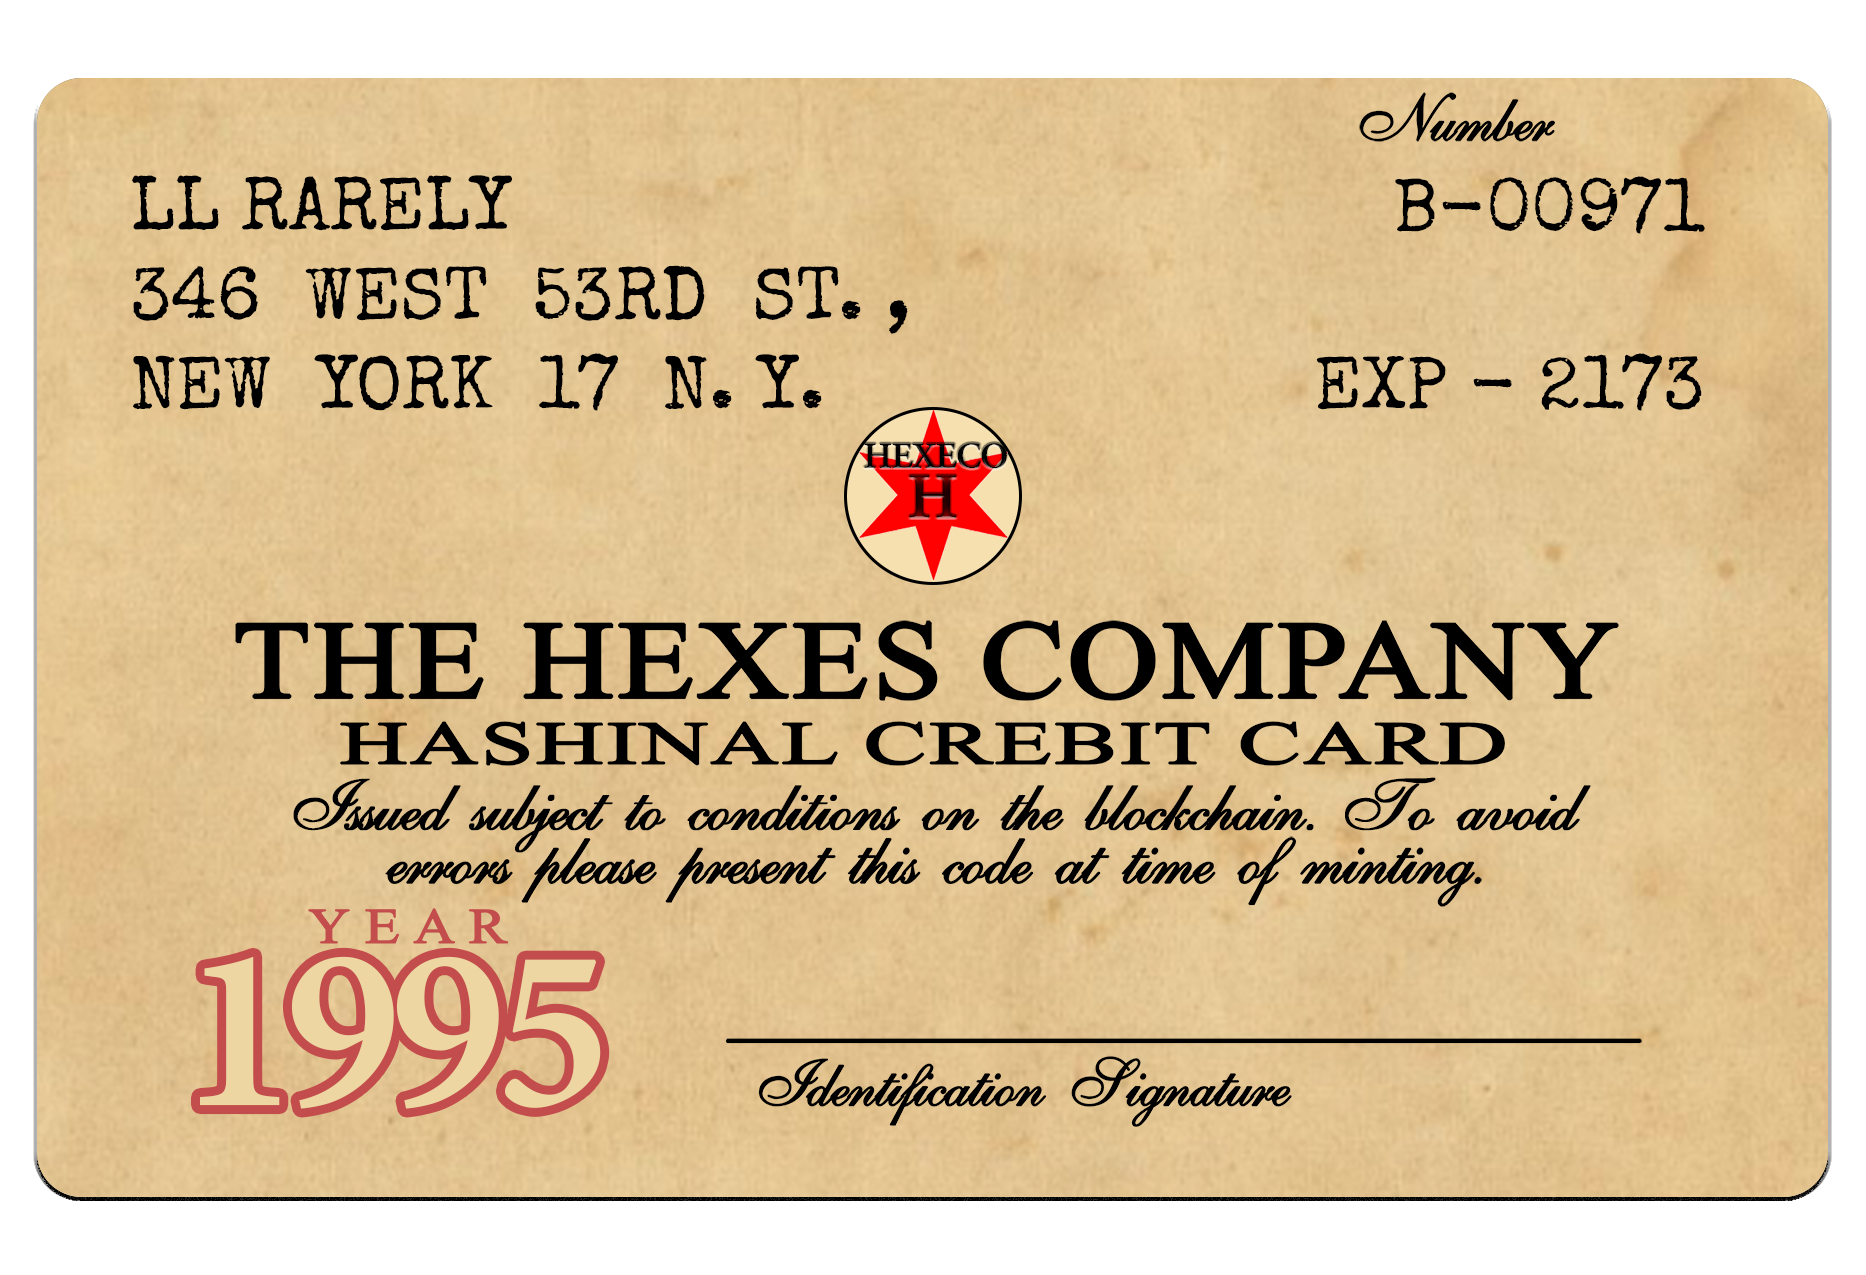 Number
LL RARELY
B-00971
346 WEST 53RD ST.,
NEW YORK 17 N.Y.
EXP - 2173
HEXECO
H
THE HEXES COMPANY
HASHINAL CREBIT CARD
Issued subject to conditions on the blockchain. To avoid
errors please present this code at time of minting.
YEAR
1995
Identification Signature